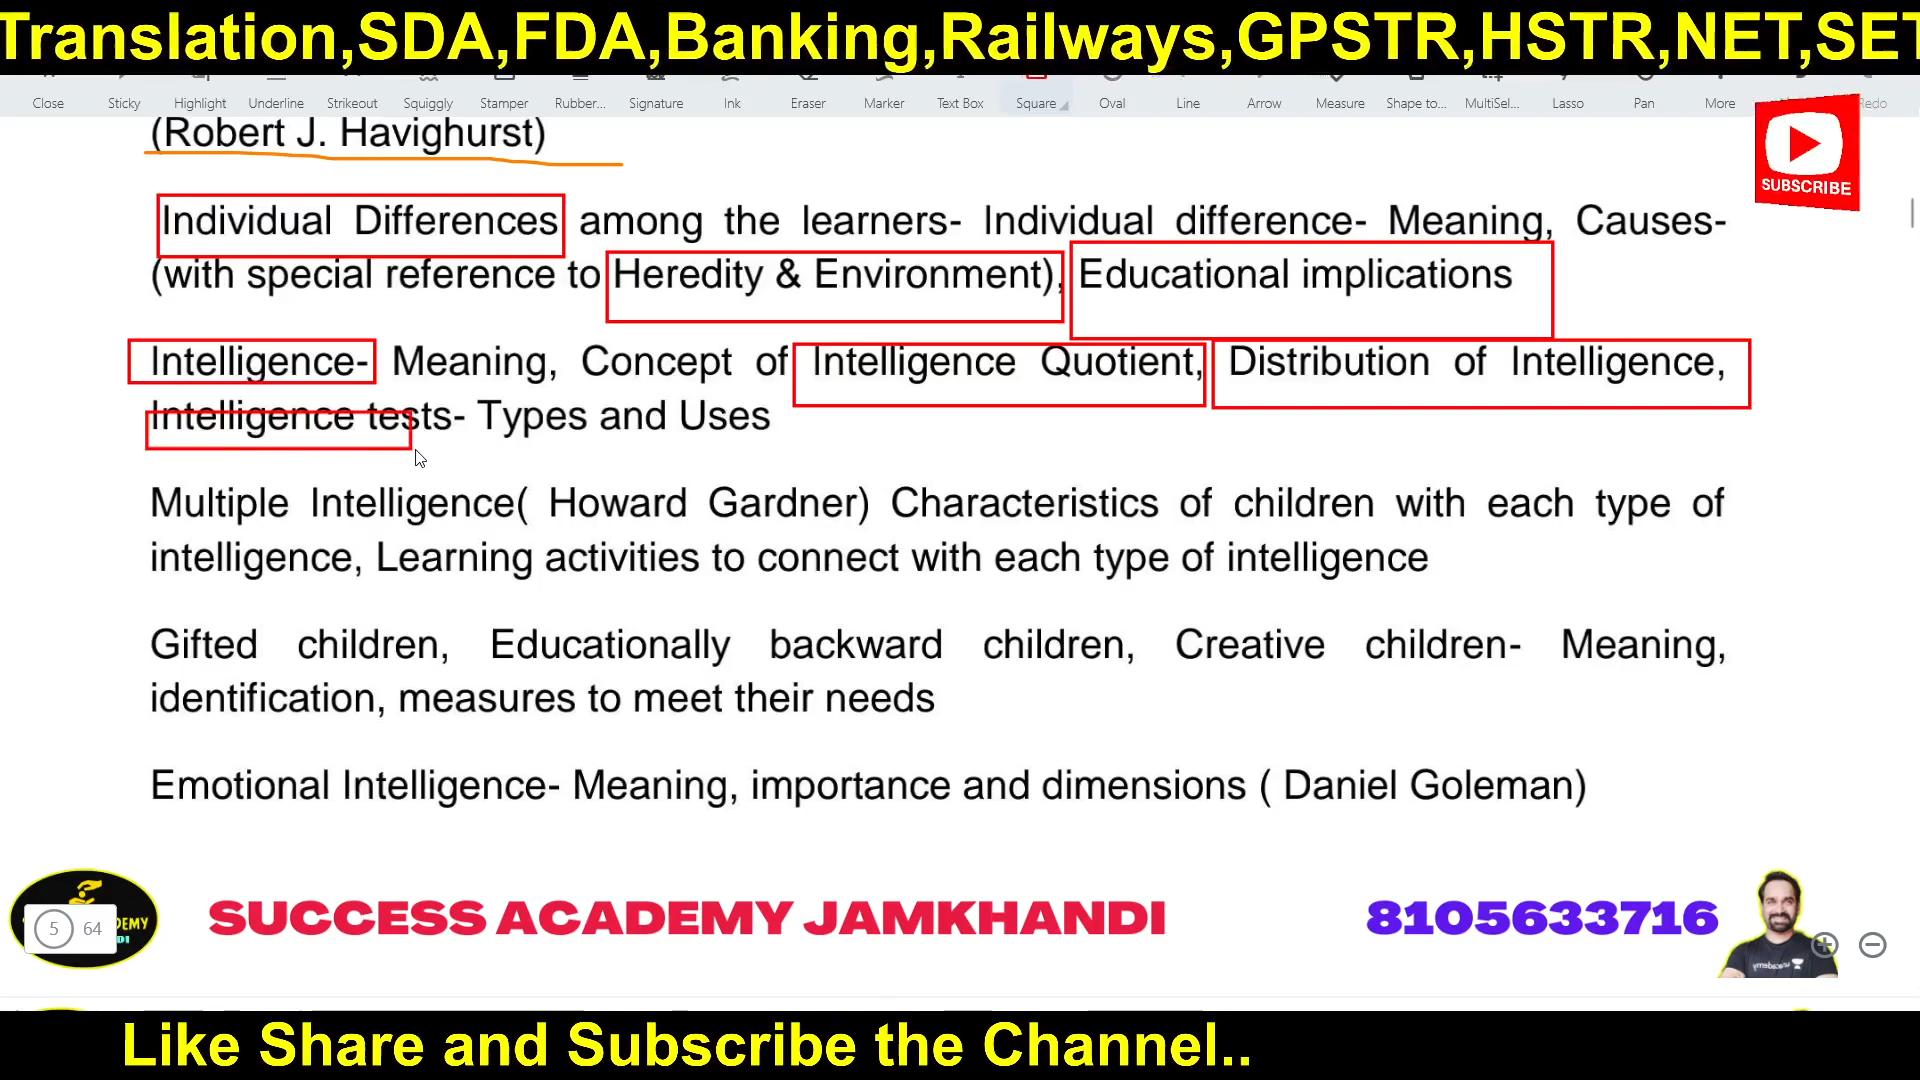 Translation,SDA,FDA,Banking,Railways,GPSTR,HSTR,NET,SET
Close Sticky Highlight Underline Strikeout Squiggly Stamper Rubber... Signature Ink Eraser Marker Text Box Square Oval Line Arrow Measure Shape to... MultiSel... Lasso Pan More Redo
(Robert J. Havighurst)
SUBSCRIBE
Individual Differences among the learners- Individual difference- Meaning, Causes-
(with special reference to Heredity & Environment), Educational implications
Intelligence- Meaning, Concept of Intelligence Quotient, Distribution of Intelligence,
Intelligence tests- Types and Uses
Multiple Intelligence( Howard Gardner) Characteristics of children with each type of
intelligence, Learning activities to connect with each type of intelligence
Gifted children, Educationally backward children, Creative children- Meaning,
identification, measures to meet their needs
Emotional Intelligence- Meaning, importance and dimensions ( Daniel Goleman)
5 64
SUCCESS ACADEMY JAMKHANDI 8105633716
Like Share and Subscribe the Channel..